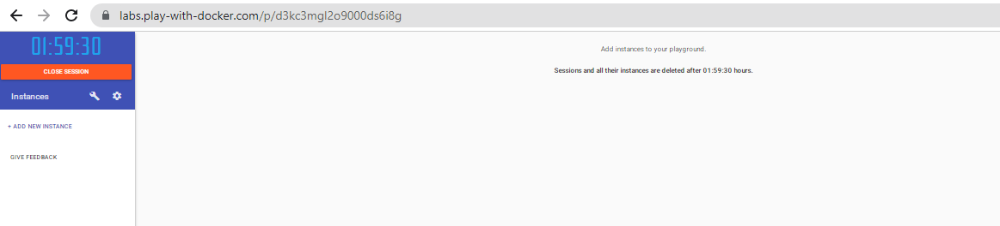 labs.play-with-docker.com/p/d3kc3mgl2o9000ds6i8g
01:59:30
CLOSE SESSION
Instances
+ ADD NEW INSTANCE
GIVE FEEDBACK
Add instances to your playground.
Sessions and all their instances are deleted after 01:59:30 hours.